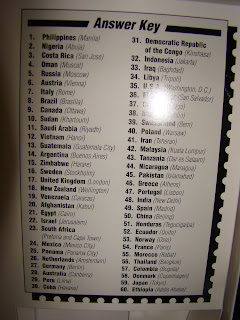 Answer Key
1. Philippines (Manila)
2. Nigeria (Abuja)
3. Costa Rica (San Jose)
4. Oman (Muscat)
5. Russia (Moscow)
6. Austria (Vienna)
7. Italy (Rome)
8. Brazil (Brasilia)
9. Canada (Ottawa)
10. Sudan (Khartoum)
11. Saudi Arabia (Riyadh)
12. Vietnam (Hanoi)
13. Guatemala (Guatemala City)
14. Argentina (Buenos Aires)
15. Zimbabwe (Harare)
16. Sweden (Stockholm)
17. United Kingdom (London)
18. New Zealand (Wellington)
19. Venezuela (Caracas)
20. Afghanistan (Kabul)
21. Egypt (Cairo)
22. Israel (Jerusalem)
23. South Africa
(Pretoria and Cape Town)
24. Mexico (Mexico City)
25. Panama (Panama City)
26. Netherlands (Amsterdam)
27. Germany (Berlin)
28. Australia (Canberra)
29. Peru (Lima)
30. Cuba (Havana)
31. Democratic Republic
of the Congo (Kinshasa)
32. Indonesia (Jakarta)
33. Iraq (Baghdad)
34. Libya (Tripoli)
35. U.S.A. (Washington, D.C.)
36. (San Salvador)
37.
38.
39. (Bern)
40. Poland (Warsaw)
41. Iran (Teheran)
42. Malaysia (Kuala Lumpur)
43. Tanzania (Dar es Salaam)
44. Nicaragua (Managua)
45. Pakistan (Islamabad)
46. Greece (Athens)
47. Portugal (Lisbon)
48. India (New Delhi)
49. Spain (Madrid)
50. China (Beijing)
51. Honduras (Tegucigalpa)
52. Ecuador (Quito)
53. Norway (Oslo)
54. France (Paris)
55. Morocco (Rabat)
56. Thailand (Bangkok)
57. Colombia (Bogota)
58. Denmark (Copenhagen)
59. Japan (Tokyo)
60. Ethiopia (Addis Ababa)